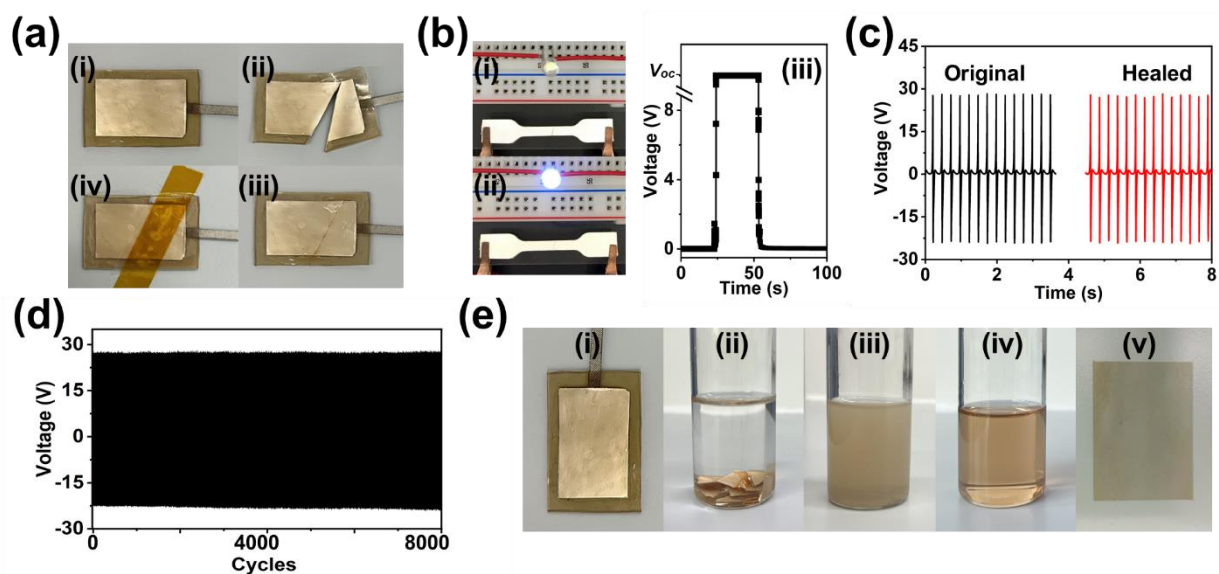 (a)
(i)
(ii)
(iv)
(iii)
(b)
(i)
(ii)
(iii)
Voltage (V)
Voc
8
6
4
2
0
0 50 100
Time (s)
(c)
Original Healed
Voltage (V)
45
30
15
0
-15
-30
0 2 4 6 8
Time (s)
(d)
Voltage (V)
30
15
0
-15
-30
0 4000 8000
Cycles
(e)
(i)
(ii)
(iii)
(iv)
(v)